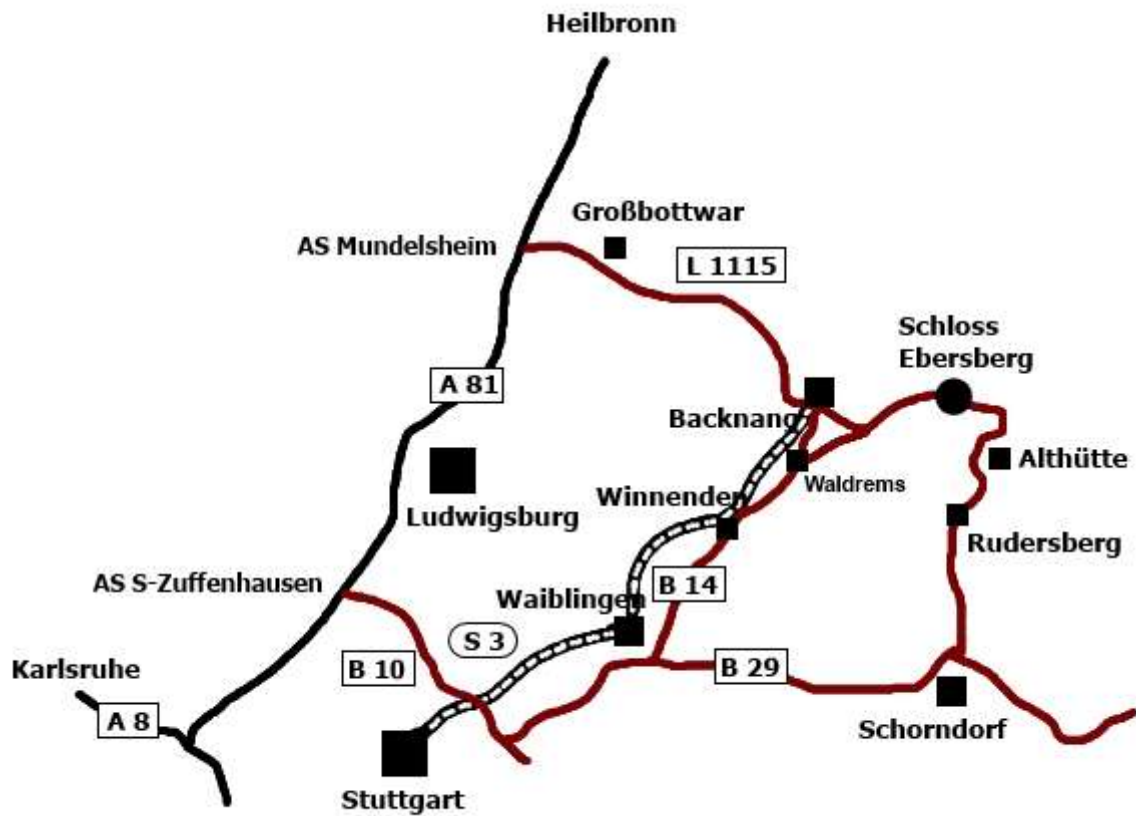 Heilbronn
Großbottwar
AS Mundelsheim
L 1115
Schloss
Ebersberg
A 81
Backnang
Althütte
Waldrems
Winnenden
Ludwigsburg
Rudersberg
AS S-Zuffenhausen
B 14
Waiblingen
S 3
Karlsruhe
B 10
B 29
A 8
Schorndorf
Stuttgart